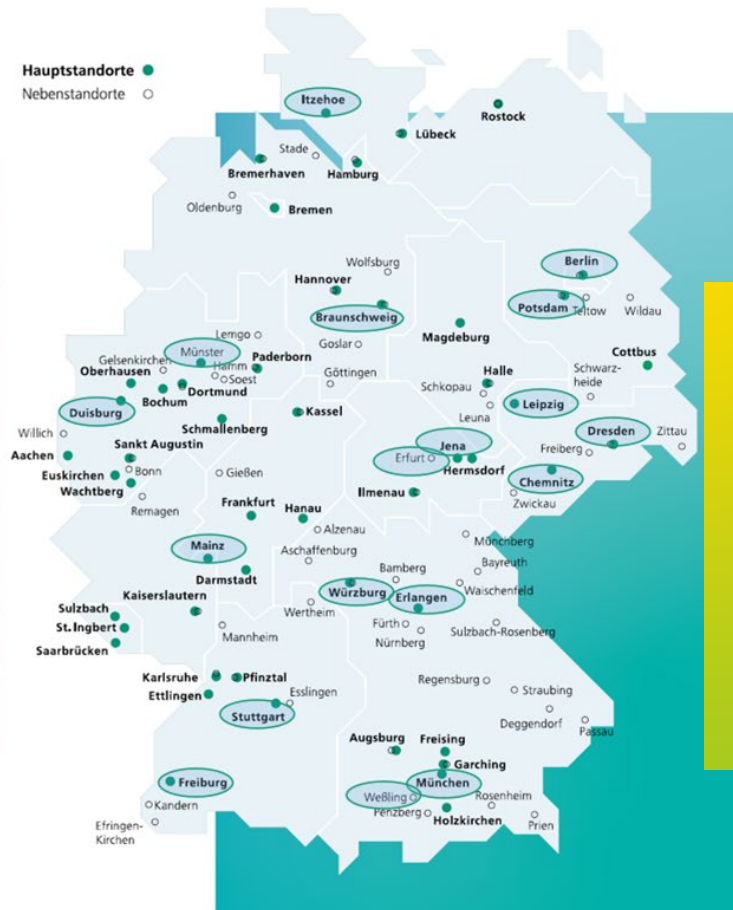 Hauptstandorte
Nebenstandorte
Itzehoe
Rostock
Lübeck
Stade
Bremerhaven
Hamburg
Oldenburg
Bremen
Wolfsburg
Hannover
Berlin
Braunschweig
Potsdam
Teltow
Wildau
Lemgo
Goslar
Magdeburg
Münster
Gelsenkirchen
Hamm
Paderborn
Cottbus
Oberhausen
Soest
Göttingen
Halle
Schwarz-
heide
Bochum
Dortmund
Schkopau
Duisburg
Kassel
Leuna
Leipzig
Schmallenberg
Willich
Dresden
Zittau
Sankt Augustin
Jena
Aachen
Bonn
Gießen
Erfurt
Hermsdorf
Freiberg
Euskirchen
Chemnitz
Wachtberg
Ilmenau
Zwickau
Remagen
Frankfurt
Hanau
Alzenau
Münchberg
Mainz
Aschaffenburg
Bayreuth
Darmstadt
Bamberg
Waischenfeld
Kaiserslautern
Würzburg
Erlangen
Sulzbach
Wertheim
St. Ingbert
Mannheim
Fürth
Sulzbach-Rosenberg
Saarbrücken
Nürnberg
Karlsruhe
Pfinztal
Regensburg
Ettlingen
Esslingen
Straubing
Stuttgart
Deggendorf
Passau
Augsburg
Freising
Garching
Freiburg
München
Weßling
Kandern
Penzberg
Rosenheim
Efringen-
Kirchen
Holzkirchen
Prien